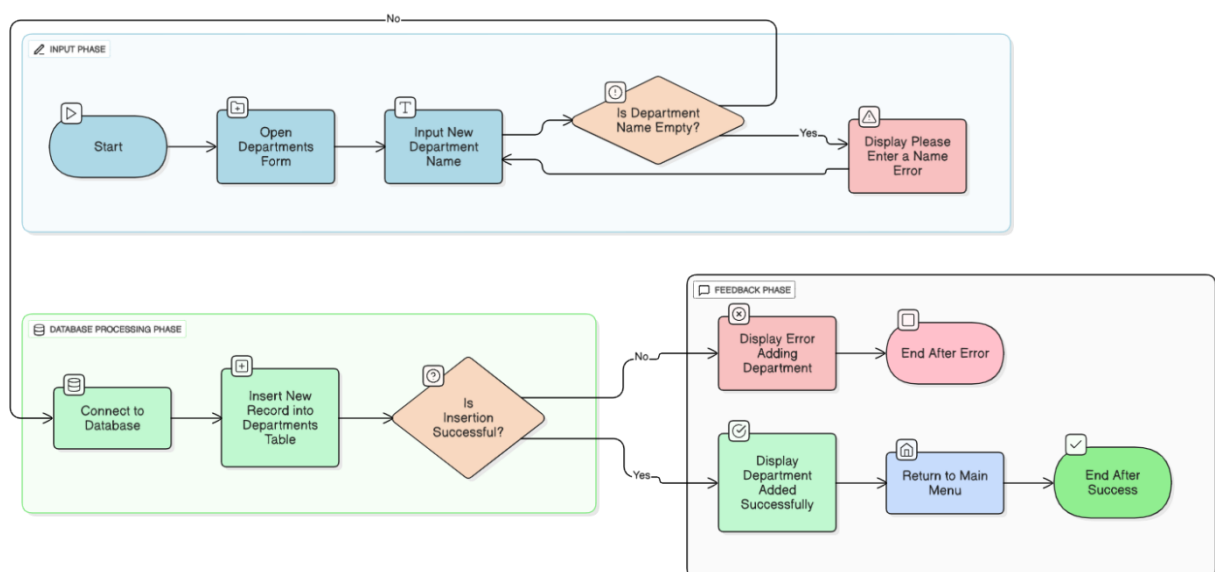 No
INPUT PHASE
Start
Open
Departments
Form
Input New
Department
Name
Is Department
Name Empty?
Yes
Display Please
Enter a Name
Error
DATABASE PROCESSING PHASE
Connect to
Database
Insert New
Record into
Departments
Table
Is
Insertion
Successful?
No
Yes
FEEDBACK PHASE
Display Error
Adding
Department
End After Error
Display
Department
Added
Successfully
Return to Main
Menu
End After
Success